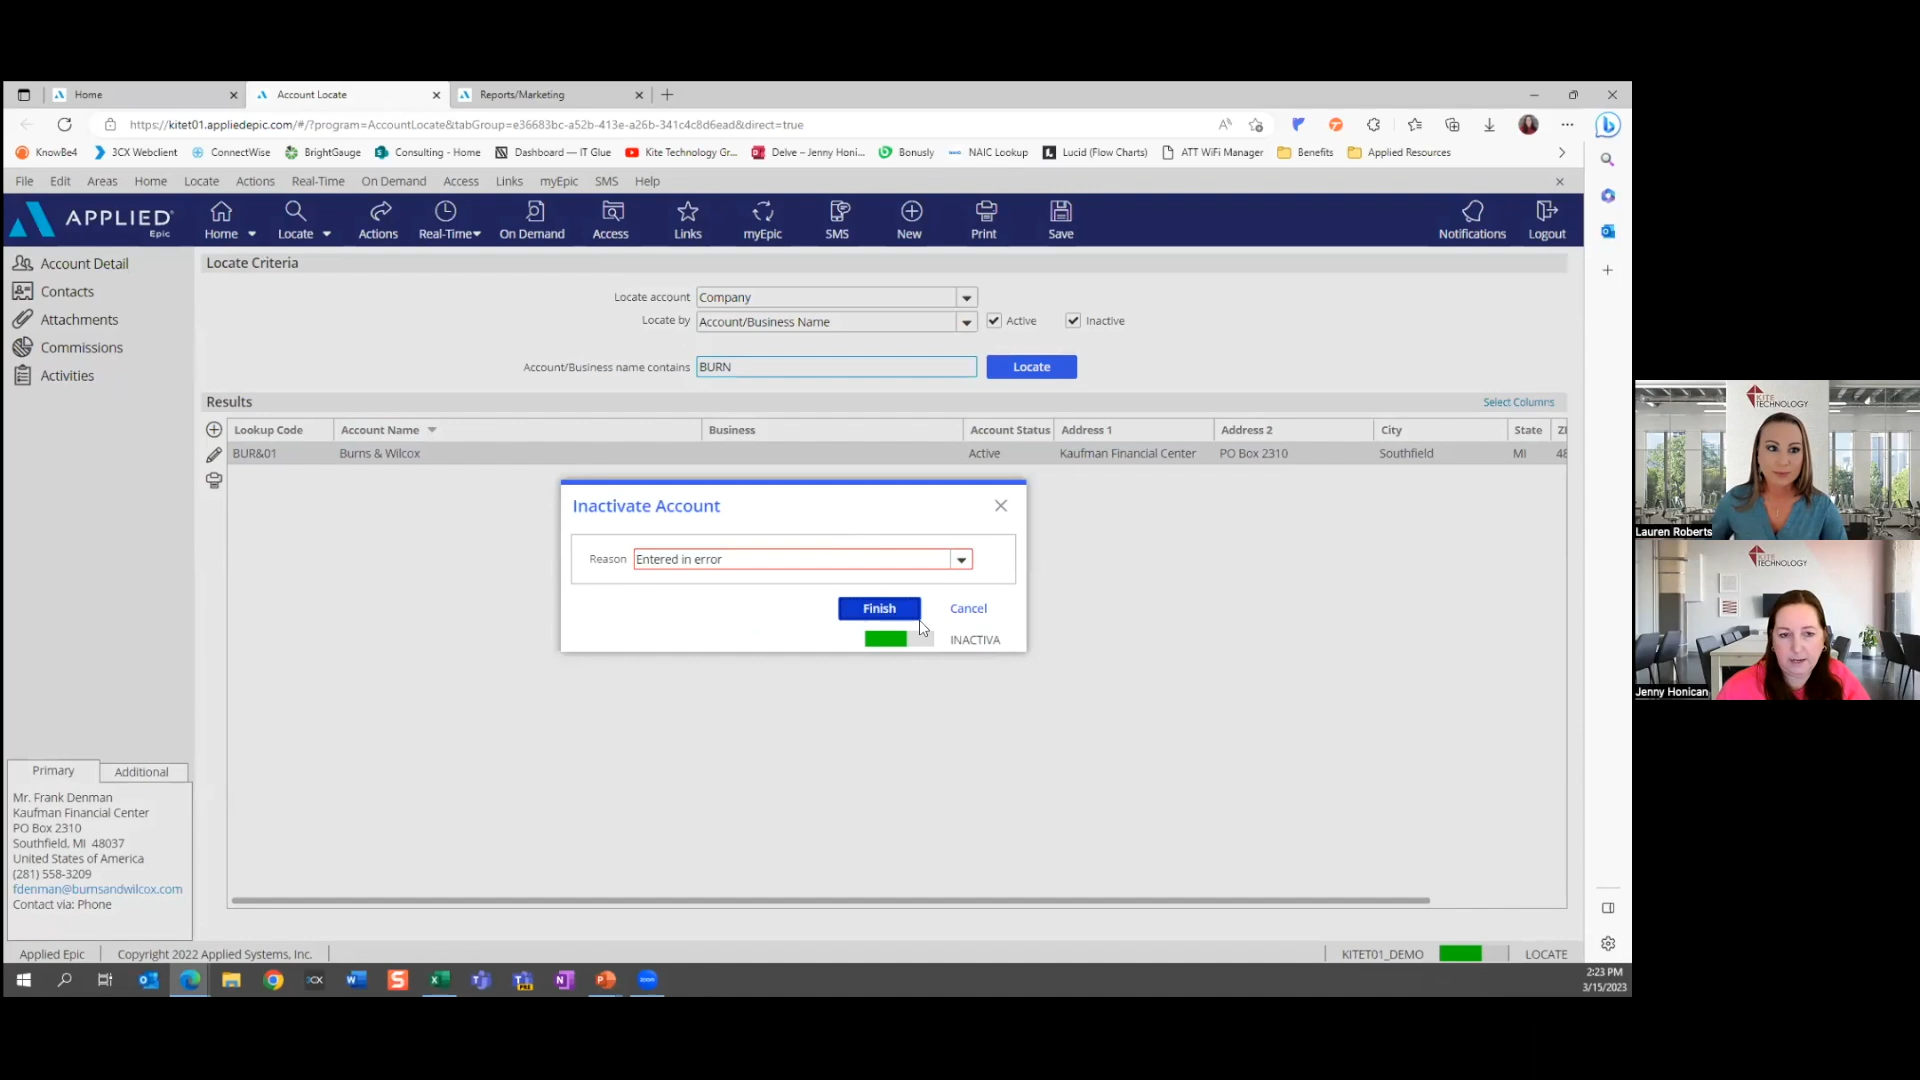 Home
Account Locate
Reports/Marketing
https://kitet01.appliedepic.com/#/?program=AccountLocate&tabGroup=e36683bc-a52b-413e-a26b-341c4c8d6ead&direct=true
KnowBe4
3CX Webclient
ConnectWise
BrightGauge
Consulting - Home
Dashboard — IT Glue
Kite Technology Gr...
Delve - Jenny Honi...
Bonusly
NAIC Lookup
Lucid (Flow Charts)
ATT WiFi Manager
Benefits
Applied Resources
File Edit Areas Home Locate Actions Real-Time On Demand Access Links myEpic SMS Help
APPLIED
Epic
Home
Locate
Actions
Real-Time
On Demand
Access
Links
myEpic
SMS
New
Print
Save
Notifications
Logout
Account Detail
Contacts
Attachments
Commissions
Activities
Locate Criteria
Locate account Company
Locate by Account/Business Name Active Inactive
Account/Business name contains BURN Locate
Results Select Columns
Lookup Code Account Name Business Account Status Address 1 Address 2 City State ZI
BUR&01 Burns & Wilcox Active Kaufman Financial Center PO Box 2310 Southfield MI 48
Inactivate Account
Reason Entered in error
Finish Cancel
INACTIVA
Primary Additional
Mr. Frank Denman
Kaufman Financial Center
PO Box 2310
Southfield, MI 48037
United States of America
(281) 558-3209
fdenman@burnsandwilcox.com
Contact via: Phone
Applied Epic
Copyright 2022 Applied Systems, Inc.
KITET01_DEMO
LOCATE
2:23 PM
3/15/2023
KITE
TECHNOLOGY
Lauren Roberts
KITE
TECHNOLOGY
Jenny Honican